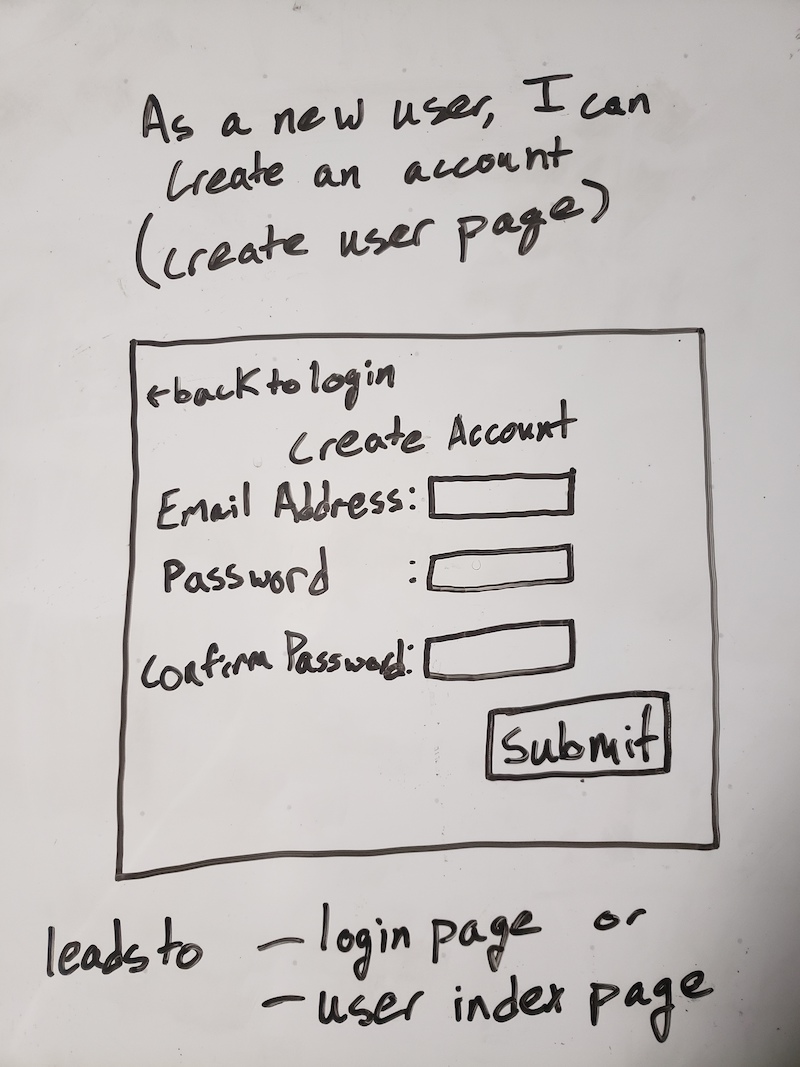 As a new user, I can
create an account
(create user page)
←back to login
Create Account
Email Address:
Password :
Confirm Password:
Submit
leads to – login page or
– user index page